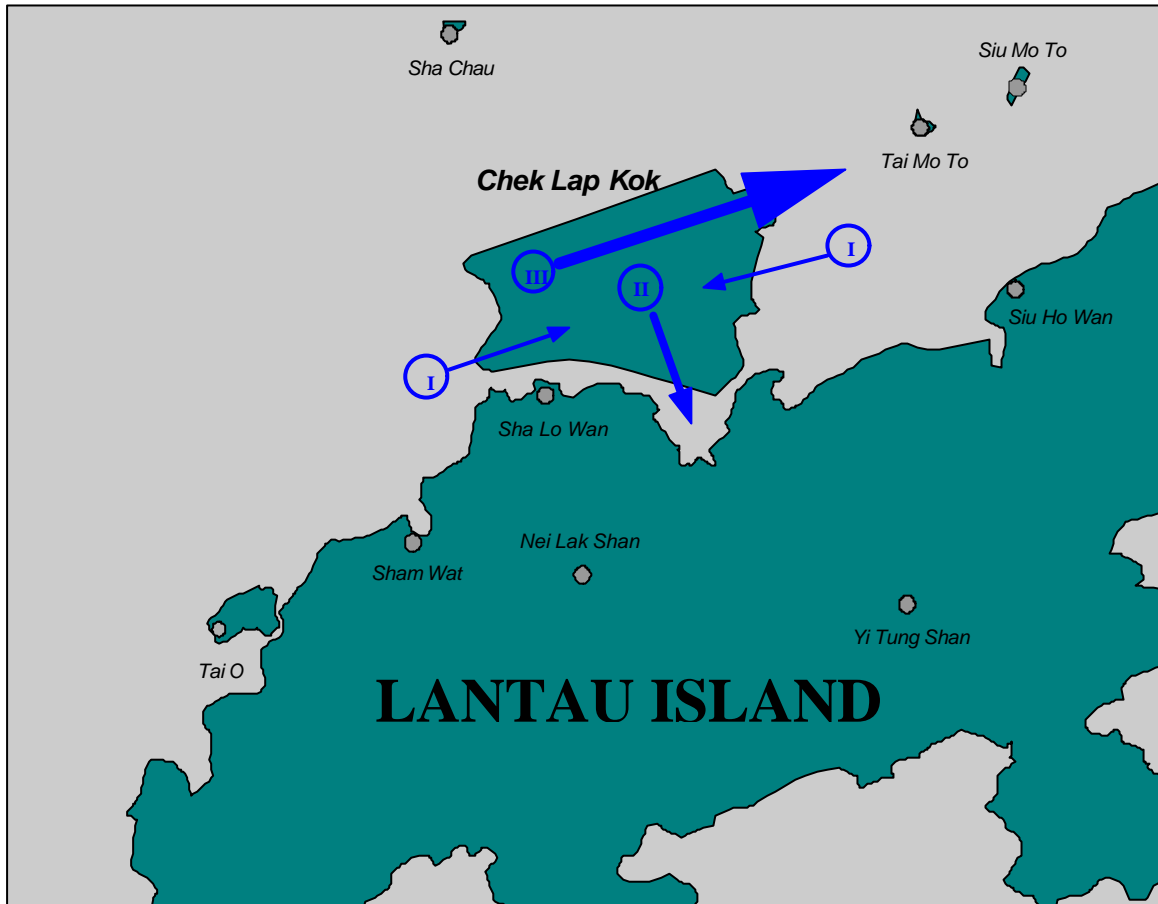 Siu Mo To
Sha Chau
Tai Mo To
Chek Lap Kok
I
III
II
Siu Ho Wan
I
Sha Lo Wan
Nei Lak Shan
Sham Wat
Yi Tung Shan
Tai O
LANTAU ISLAND